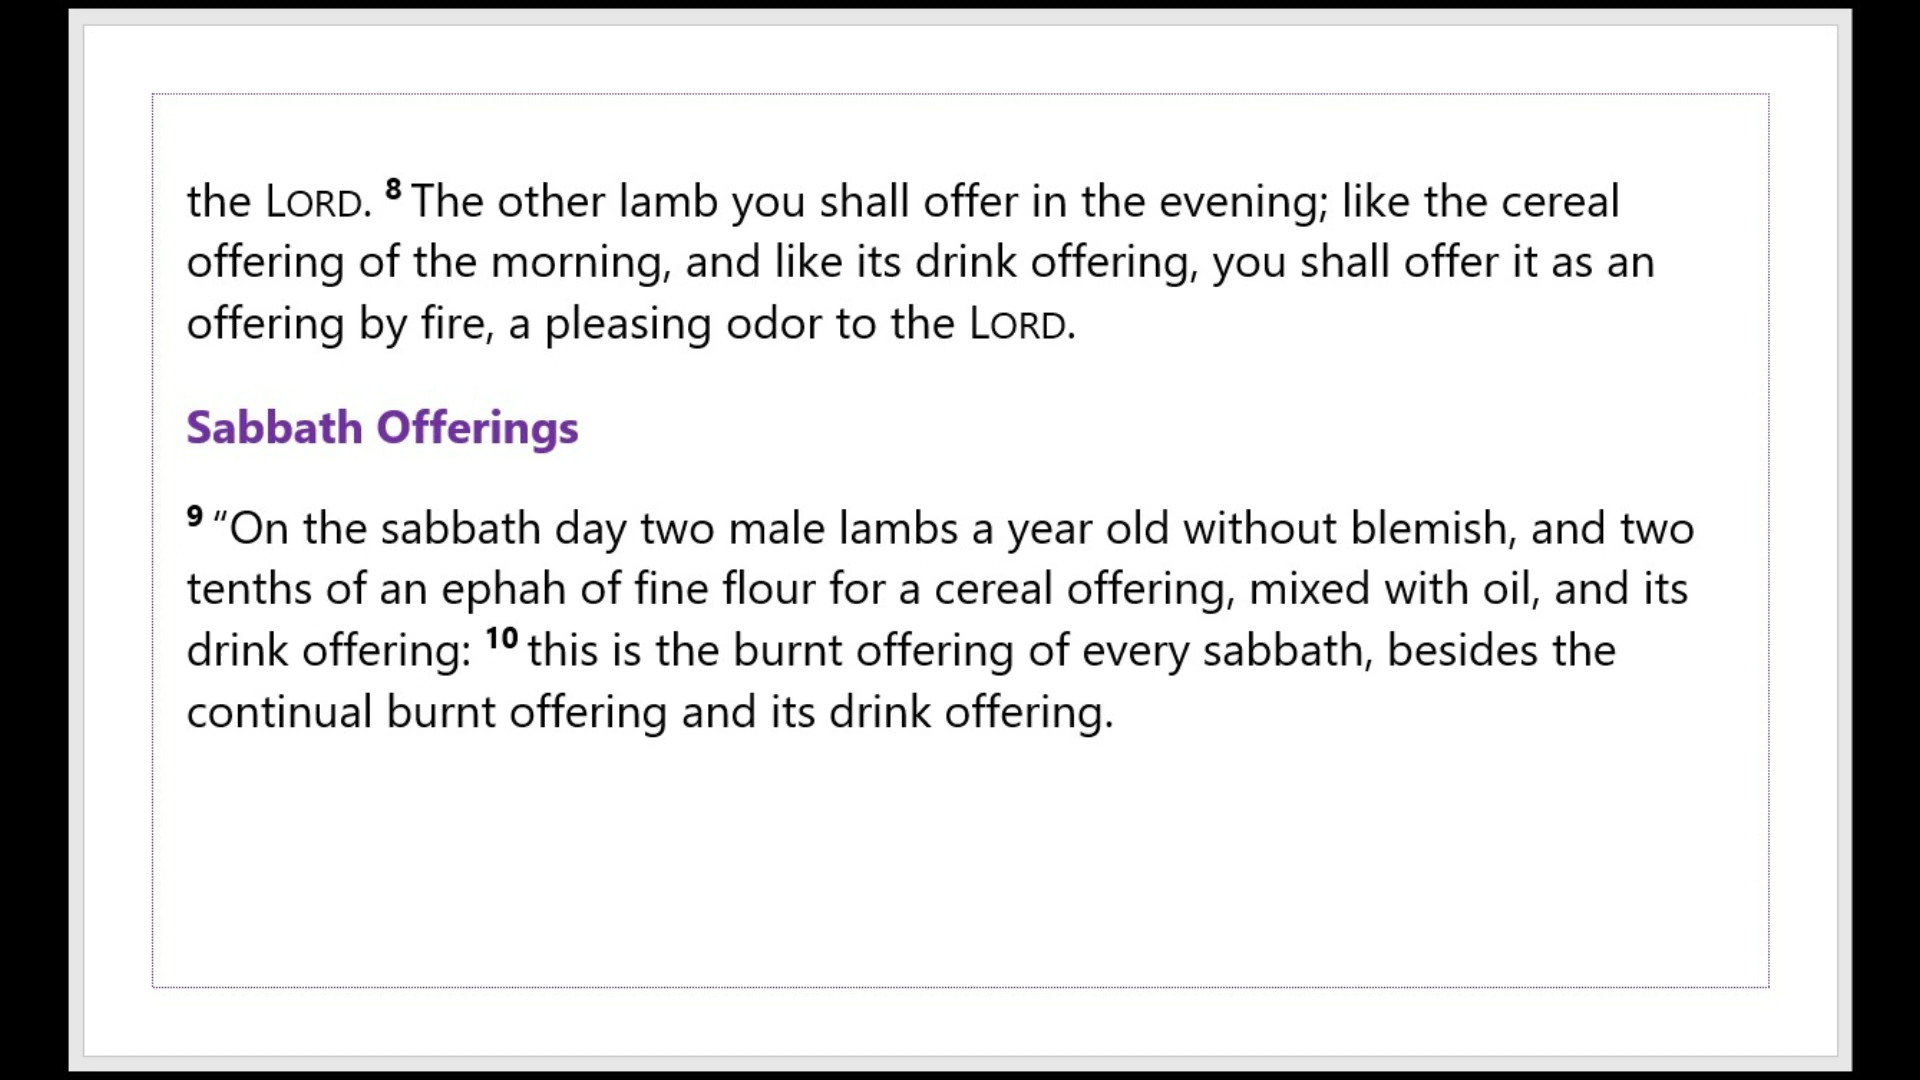 the LORD. 8 The other lamb you shall offer in the evening; like the cereal
offering of the morning, and like its drink offering, you shall offer it as an
offering by fire, a pleasing odor to the LORD.
Sabbath Offerings
9 “On the sabbath day two male lambs a year old without blemish, and two
tenths of an ephah of fine flour for a cereal offering, mixed with oil, and its
drink offering: 10 this is the burnt offering of every sabbath, besides the
continual burnt offering and its drink offering.